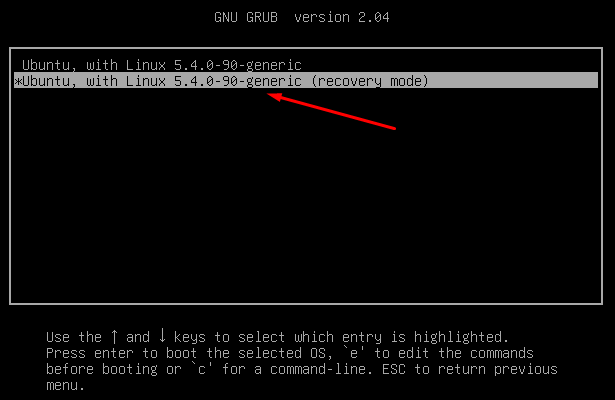 GNU GRUB  version 2.04
Ubuntu, with Linux 5.4.0-90-generic
*Ubuntu, with Linux 5.4.0-90-generic (recovery mode)
Use the ↑ and ↓ keys to select which entry is highlighted.
Press enter to boot the selected OS, `e' to edit the commands
before booting or `c' for a command-line. ESC to return previous
menu.